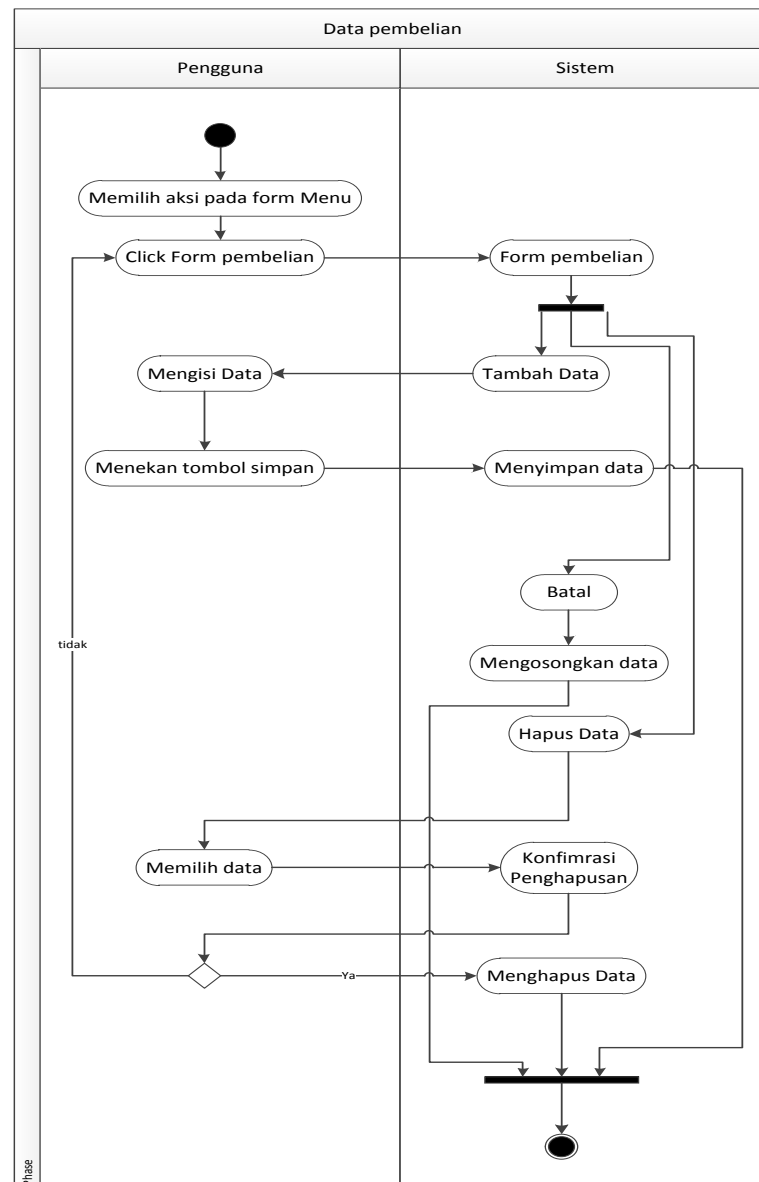 Data pembelian
Pengguna
Sistem
Memilih aksi pada form Menu
Click Form pembelian
Form pembelian
Mengisi Data
Tambah Data
Menekan tombol simpan
Menyimpan data
Batal
tidak
Mengosongkan data
Hapus Data
Memilih data
Konfimrasi
Penghapusan
Ya
Menghapus Data
Phase